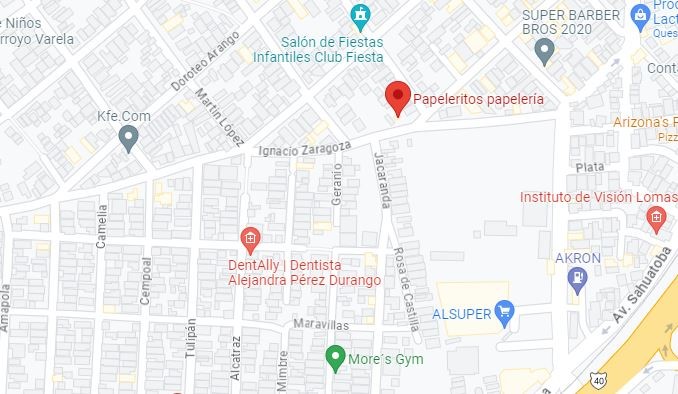 e Niños
rroyo Varela
Doroteo Arango
Salón de Fiestas
Infantiles Club Fiesta
SUPER BARBER
BROS 2020
Proc
Lact
Ques
Conta
Martín López
Kfe.Com
Papeleritos papelería
Arizona's P
Pizz
Ignacio Zaragoza
Geranio
Jacaranda
Plata
Instituto de Visión Lomas
Camelia
Cempoal
DentAlly | Dentista
Alejandra Pérez Durango
Rosa de Castilla
AKRON
Av. Sahuatoba
Amapola
Tulipán
Alcatraz
Mimbre
Maravillas
ALSUPER
More´s Gym
40
a